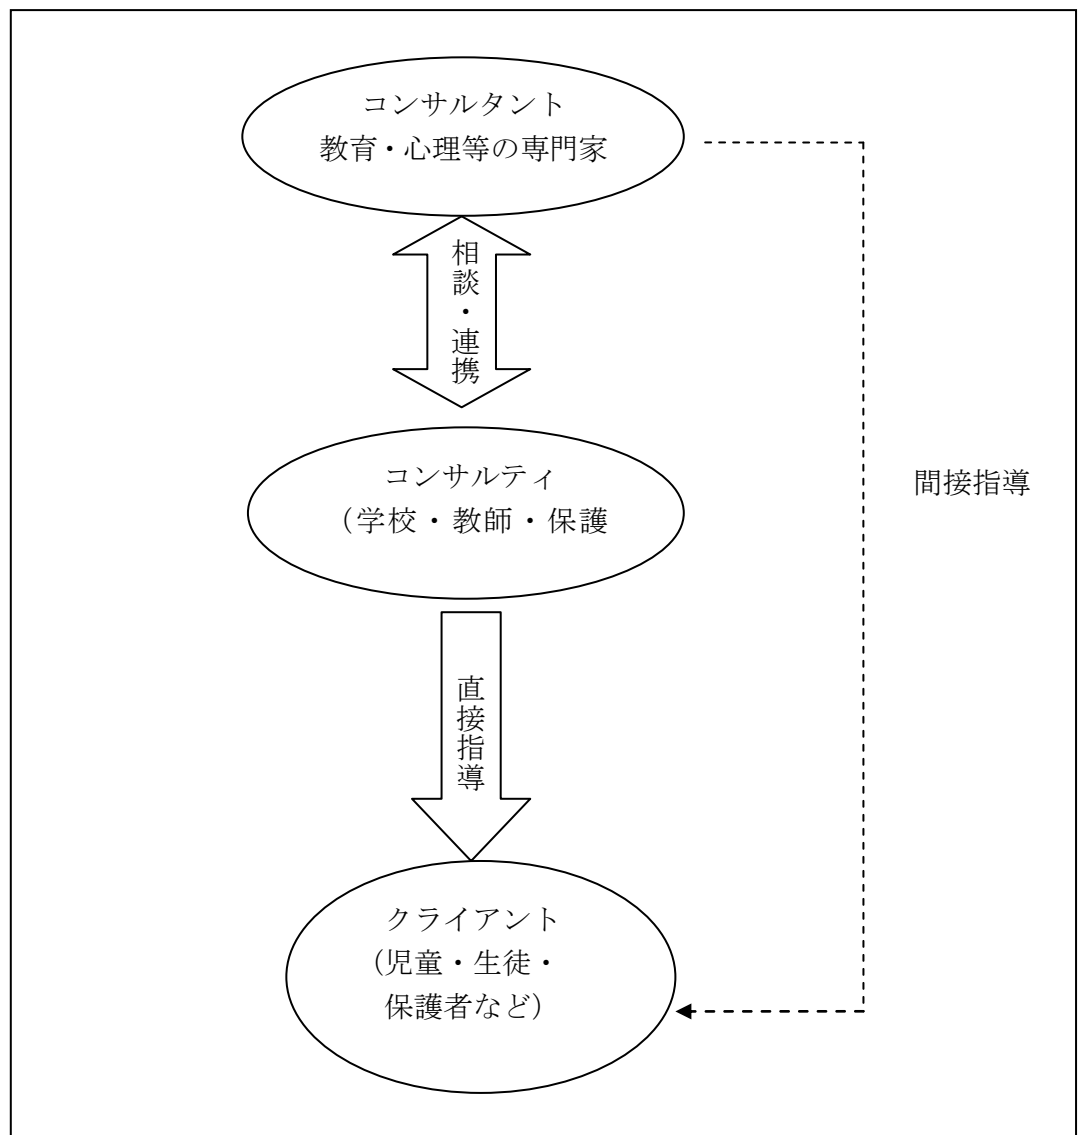 コンサルタント
教育・心理等の専門家
相談・連携
コンサルティ
（学校・教師・保護
間接指導
直接指導
クライアント
（児童・生徒・
保護者など）